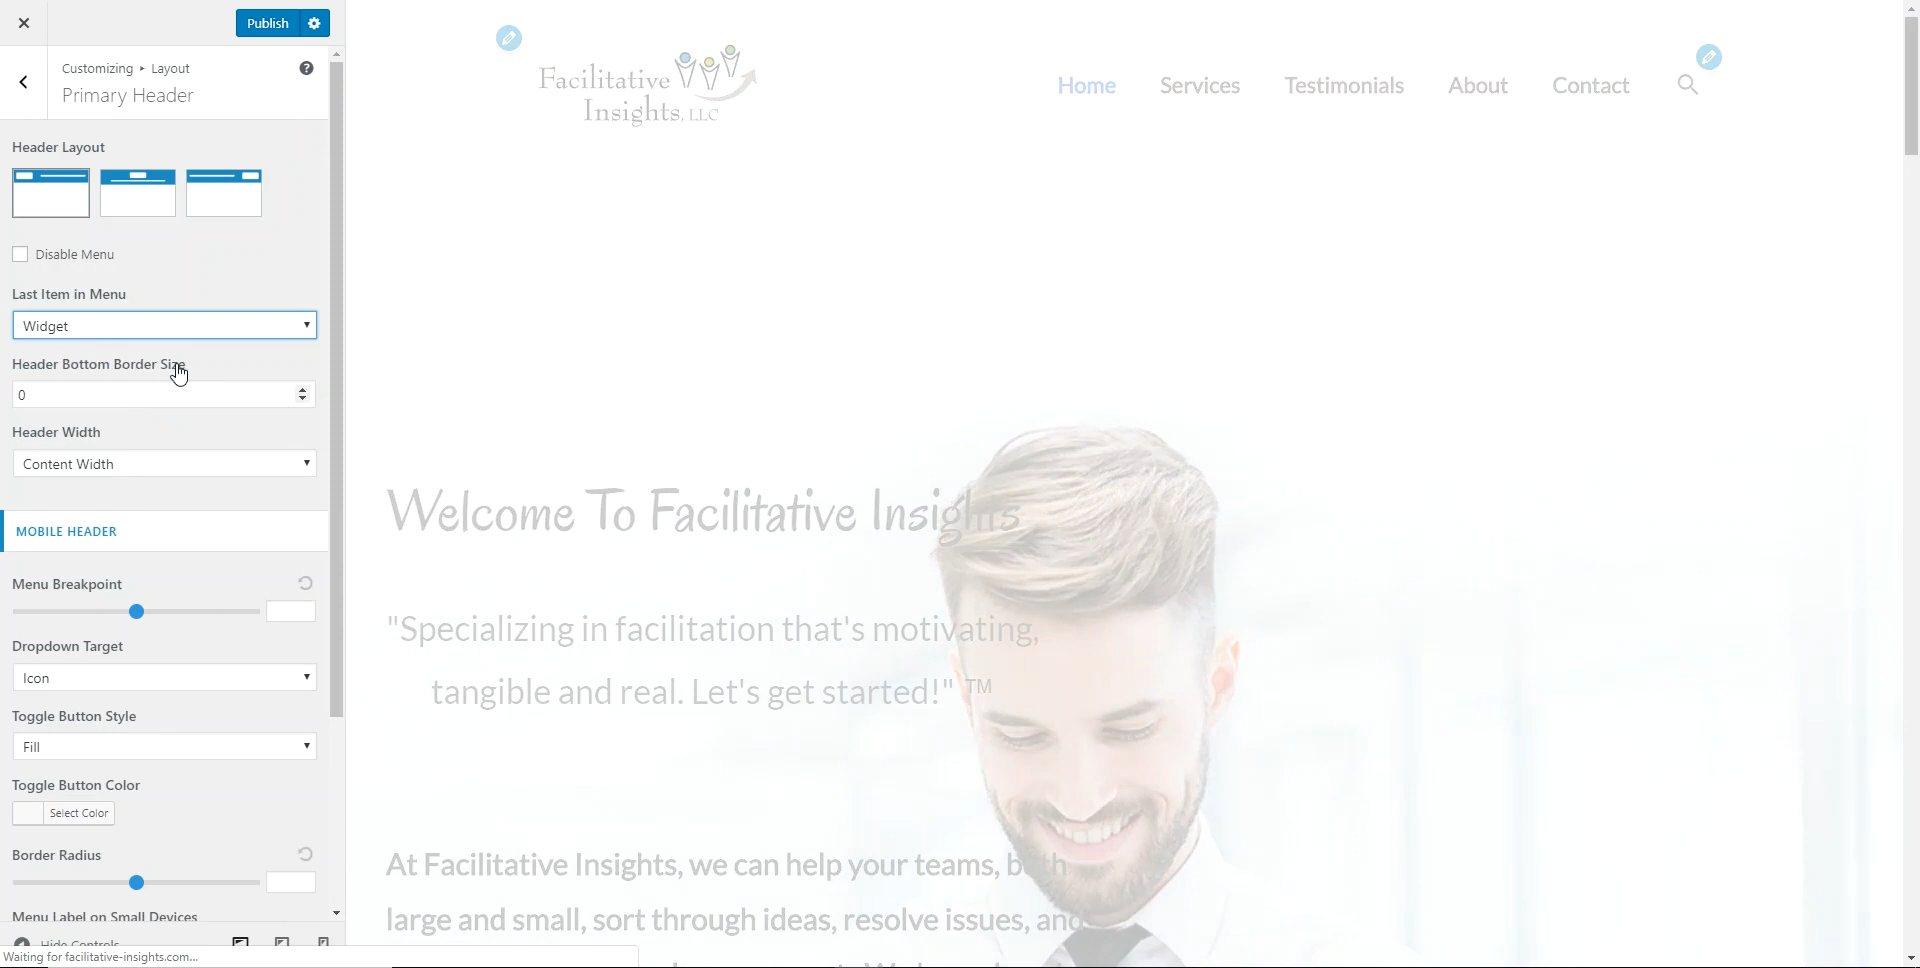 Publish
Customizing ▸ Layout
Primary Header
Header Layout
Disable Menu
Last Item in Menu
Widget
Header Bottom Border Size
0
Header Width
Content Width
MOBILE HEADER
Menu Breakpoint
Dropdown Target
Icon
Toggle Button Style
Fill
Toggle Button Color
Select Color
Border Radius
Menu Label on Small Devices
Hide Controls
Waiting for facilitative-insights.com...
Facilitative
Insights, LLC
Home Services Testimonials About Contact
Welcome To Facilitative Insights
"Specializing in facilitation that's motivating,
tangible and real. Let's get started!" TM
At Facilitative Insights, we can help your teams, both
large and small, sort through ideas, resolve issues, and